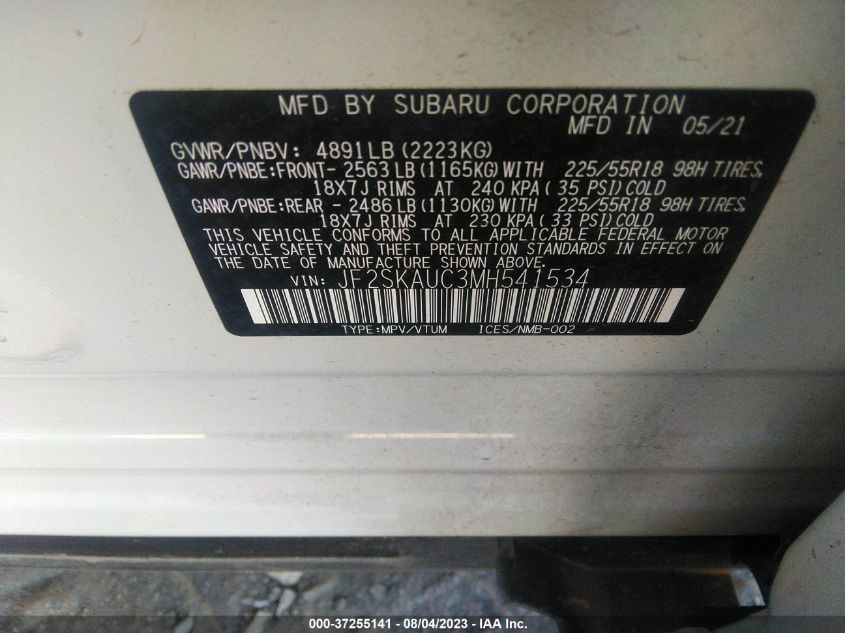 MFD BY SUBARU CORPORATION
MFD IN 05/21
GVWR/PNBV: 4891LB (2223KG)
GAWR/PNBE:FRONT- 2563 LB (1165KG) WITH 225/55R18 98H TIRES,
18X7J RIMS AT 240 KPA ( 35 PSI) COLD
GAWR/PNBE:REAR - 2486 LB (1130KG) WITH 225/55R18 98H TIRES,
18X7J RIMS AT 230 KPA ( 33 PSI) COLD
THIS VEHICLE CONFORMS TO ALL APPLICABLE FEDERAL MOTOR
VEHICLE SAFETY AND THEFT PREVENTION STANDARDS IN EFFECT ON
THE DATE OF MANUFACTURE SHOWN ABOVE.
VIN: JF2SKAUC3MH541534
TYPE:MPV/VTUM ICES/NMB-002
000-37255141 - 08/04/2023 - IAA Inc.